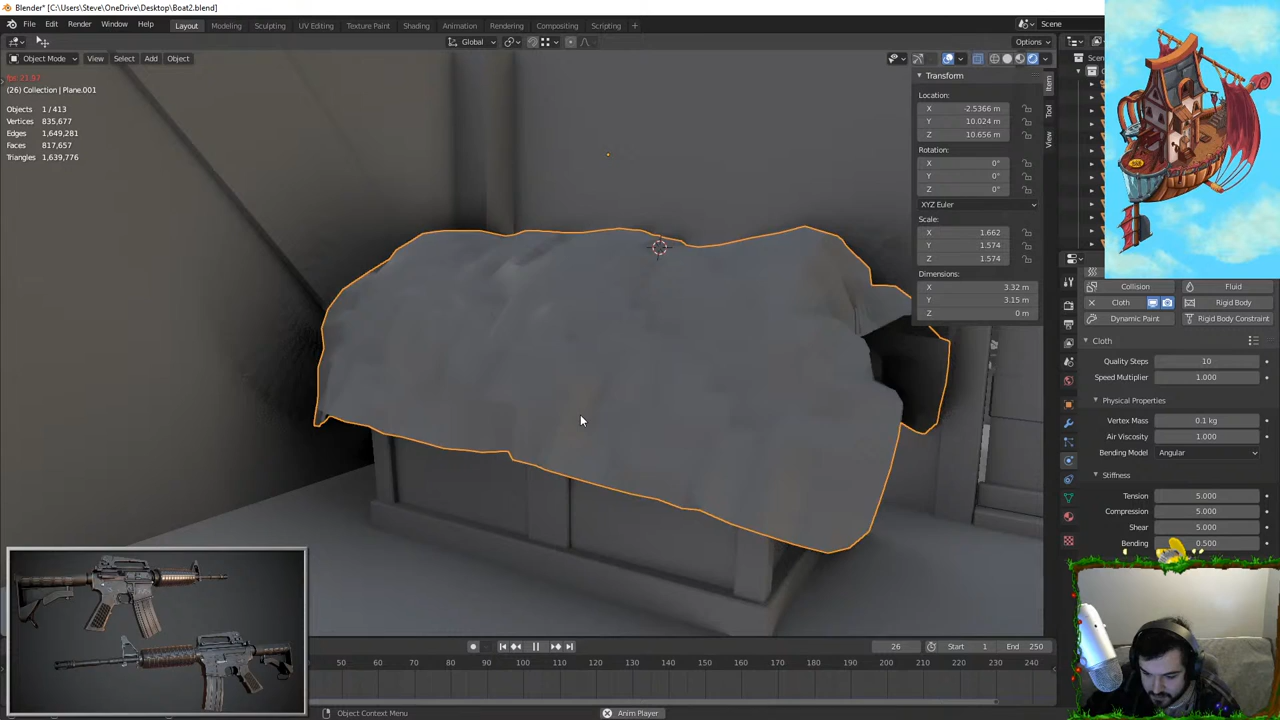 Blender* [C:\Users\Steve\OneDrive\Desktop\Boat2.blend]
File Edit Render Window Help Layout Modeling Sculpting UV Editing Texture Paint Shading Animation Rendering Compositing Scripting + Scene
Global Options
Object Mode View Select Add Object
fps: 21.57
(26) Collection | Plane.001
Objects 1 / 413
Vertices 835,677
Edges 1,649,281
Faces 817,657
Triangles 1,639,776
Transform
Location:
X -2.5366 m
Y 10.024 m
Z 10.656 m
Rotation:
X 0°
Y 0°
Z 0°
XYZ Euler
Scale:
X 1.662
Y 1.574
Z 1.574
Dimensions:
X 3.32 m
Y 3.15 m
Z 0 m
Item
Tool
View
Collision Fluid
Cloth Rigid Body
Dynamic Paint Rigid Body Constraint
Cloth
Quality Steps 10
Speed Multiplier 1.000
Physical Properties
Vertex Mass 0.1 kg
Air Viscosity 1.000
Bending Model Angular
Stiffness
Tension 5.000
Compression 5.000
Shear 5.000
Bending 0.500
26 Start 1 End 250
50 60 70 80 90 100 110 120 130 140 150 160 170 180 190 200 210 220 230 240
Object Context Menu Anim Player